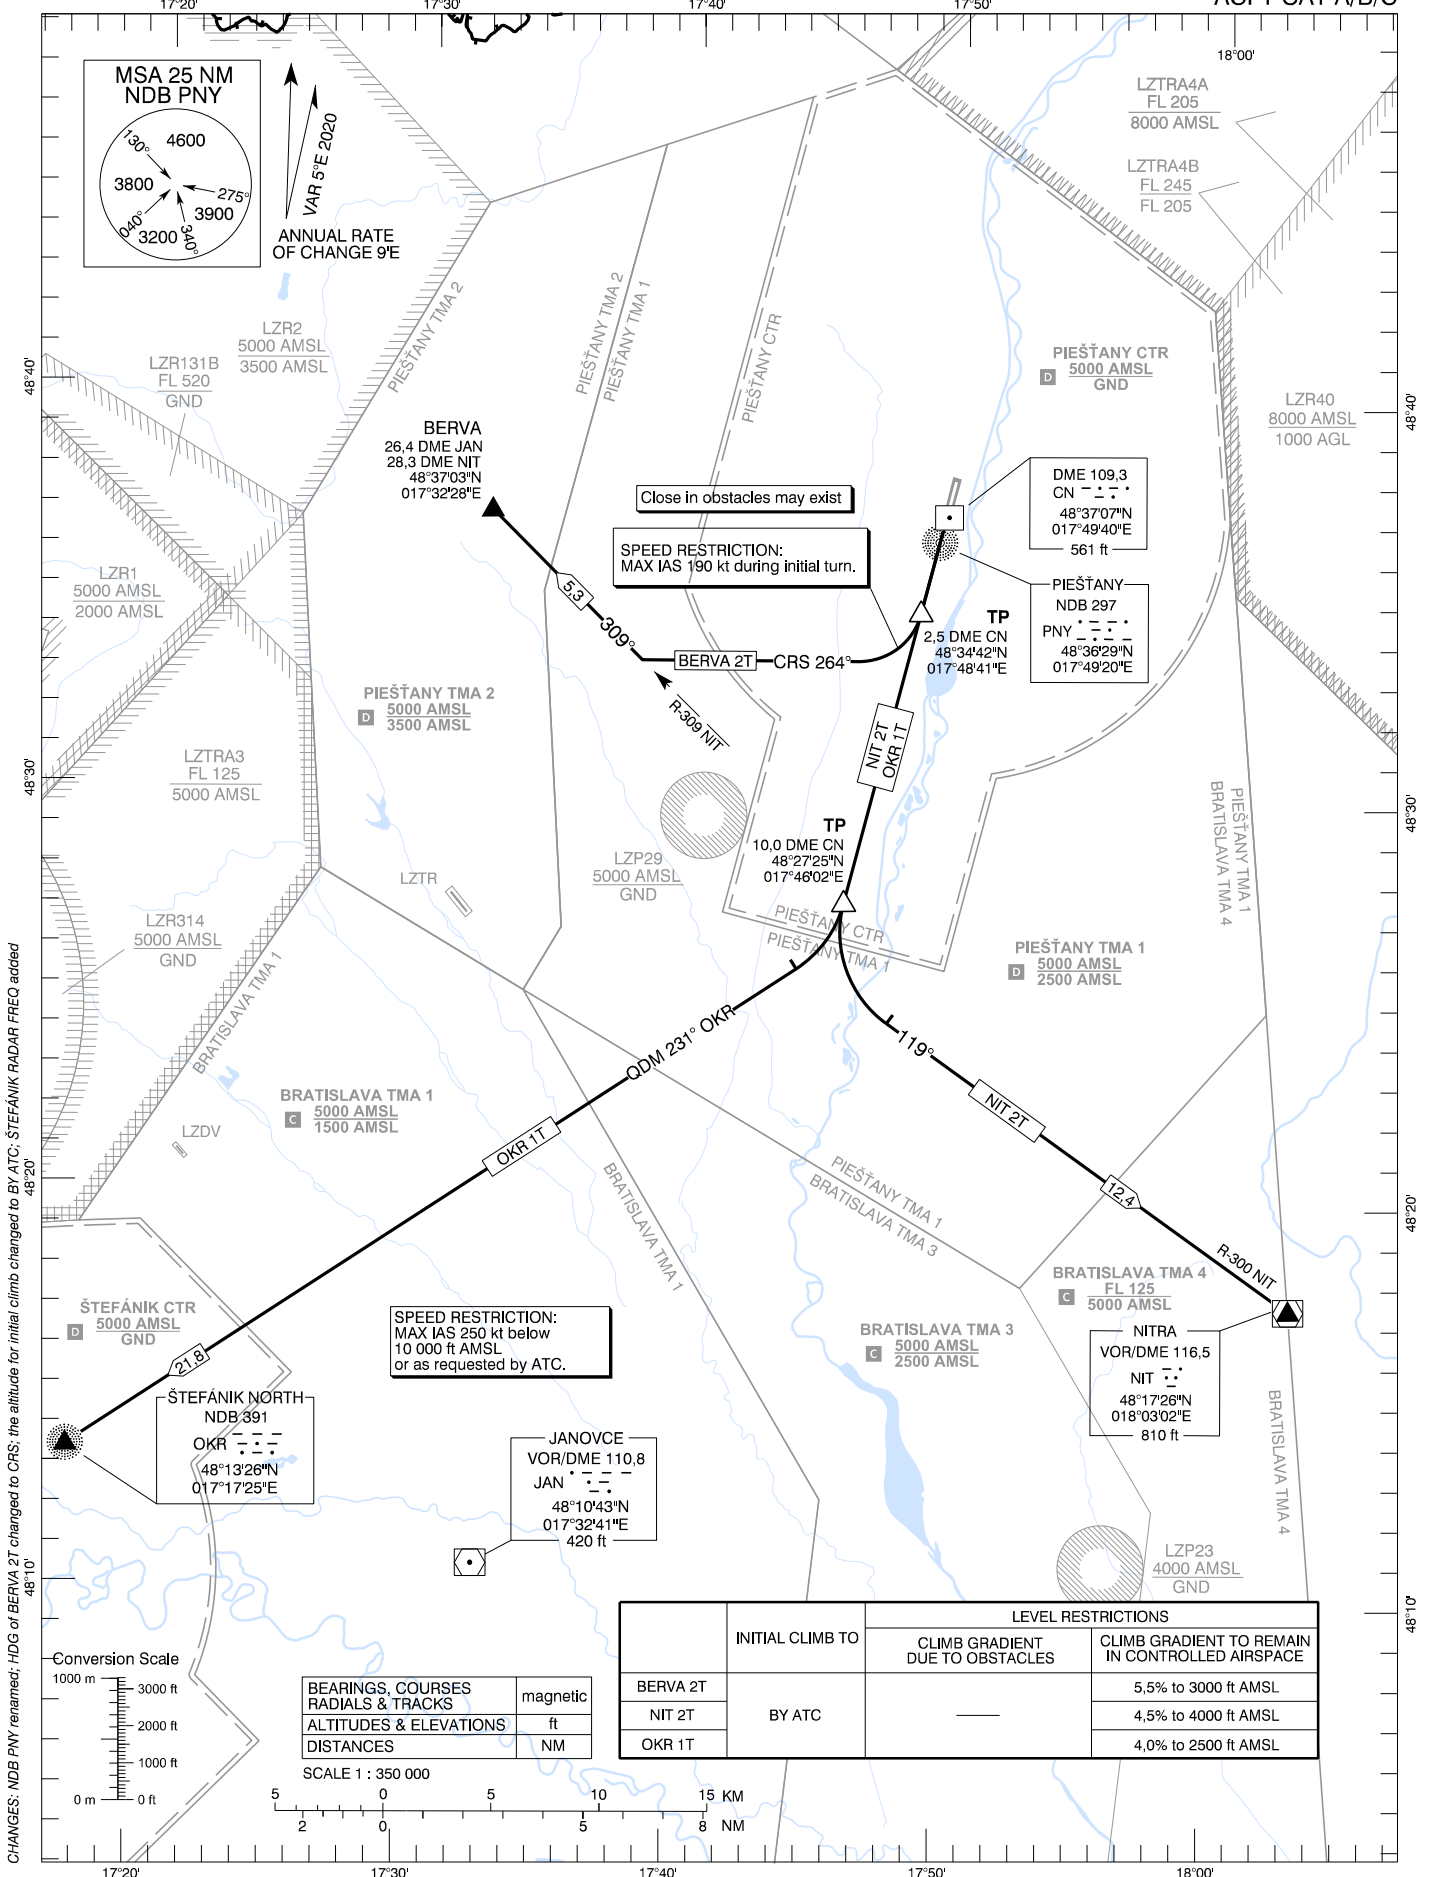 17°20'
17°30'
17°40'
17°50'
18°00'
MSA 25 NM
NDB PNY
130°
4600
3800
275°
3900
040°
3200
340°
VAR 5°E 2020
ANNUAL RATE
OF CHANGE 9'E
LZTRA4A
FL 205
8000 AMSL
LZTRA4B
FL 245
FL 205
LZR2
5000 AMSL
3500 AMSL
LZR131B
FL 520
GND
PIEŠŤANY TMA 2
PIEŠŤANY TMA 2
PIEŠŤANY TMA 1
PIEŠŤANY CTR
PIEŠŤANY CTR
D
5000 AMSL
GND
LZR40
8000 AMSL
1000 AGL
48°40'
48°40'
BERVA
26,4 DME JAN
28,3 DME NIT
48°37'03"N
017°32'28"E
Close in obstacles may exist
SPEED RESTRICTION:
MAX IAS 190 kt during initial turn.
DME 109,3
CN
48°37'07"N
017°49'40"E
561 ft
PIEŠŤANY
NDB 297
PNY
48°36'29"N
017°49'20"E
TP
2,5 DME CN
48°34'42"N
017°48'41"E
LZR1
5000 AMSL
2000 AMSL
5,3
309°
BERVA 2T
CRS 264°
R-309 NIT
PIEŠŤANY TMA 2
D
5000 AMSL
3500 AMSL
NIT 2T
OKR 1T
LZTRA3
FL 125
5000 AMSL
48°30'
48°30'
PIEŠŤANY TMA 1
BRATISLAVA TMA 4
TP
10,0 DME CN
48°27'25"N
017°46'02"E
LZP29
5000 AMSL
GND
LZTR
LZR314
5000 AMSL
GND
PIEŠŤANY CTR
PIEŠŤANY TMA 1
PIEŠŤANY TMA 1
D
5000 AMSL
2500 AMSL
BRATISLAVA TMA 1
QDM 231° OKR
119°
BRATISLAVA TMA 1
C
5000 AMSL
1500 AMSL
LZDV
OKR 1T
NIT 2T
12,4
BRATISLAVA TMA 1
PIEŠŤANY TMA 1
BRATISLAVA TMA 3
48°20'
48°20'
R-300 NIT
BRATISLAVA TMA 4
C
FL 125
5000 AMSL
ŠTEFÁNIK CTR
D
5000 AMSL
GND
SPEED RESTRICTION:
MAX IAS 250 kt below
10 000 ft AMSL
or as requested by ATC.
BRATISLAVA TMA 3
C
5000 AMSL
2500 AMSL
NITRA
VOR/DME 116,5
NIT
48°17'26"N
018°03'02"E
810 ft
21,8
ŠTEFÁNIK NORTH
NDB 391
OKR
48°13'26"N
017°17'25"E
JANOVCE
VOR/DME 110,8
JAN
48°10'43"N
017°32'41"E
420 ft
BRATISLAVA TMA 4
LZP23
4000 AMSL
GND
48°10'
48°10'
INITIAL CLIMB TO
LEVEL RESTRICTIONS
CLIMB GRADIENT
DUE TO OBSTACLES
CLIMB GRADIENT TO REMAIN
IN CONTROLLED AIRSPACE
BERVA 2T
5,5% to 3000 ft AMSL
NIT 2T
BY ATC
4,5% to 4000 ft AMSL
OKR 1T
4,0% to 2500 ft AMSL
Conversion Scale
1000 m
3000 ft
2000 ft
1000 ft
0 m
0 ft
BEARINGS, COURSES
RADIALS & TRACKS
magnetic
ALTITUDES & ELEVATIONS
ft
DISTANCES
NM
SCALE 1 : 350 000
5 0 5 10 15 KM
2 0 5 8 NM
17°20'
17°30'
17°40'
17°50'
18°00'
CHANGES: NDB PNY renamed; HDG of BERVA 2T changed to CRS; the altitude for initial climb changed to BY ATC; ŠTEFÁNIK RADAR FREQ added